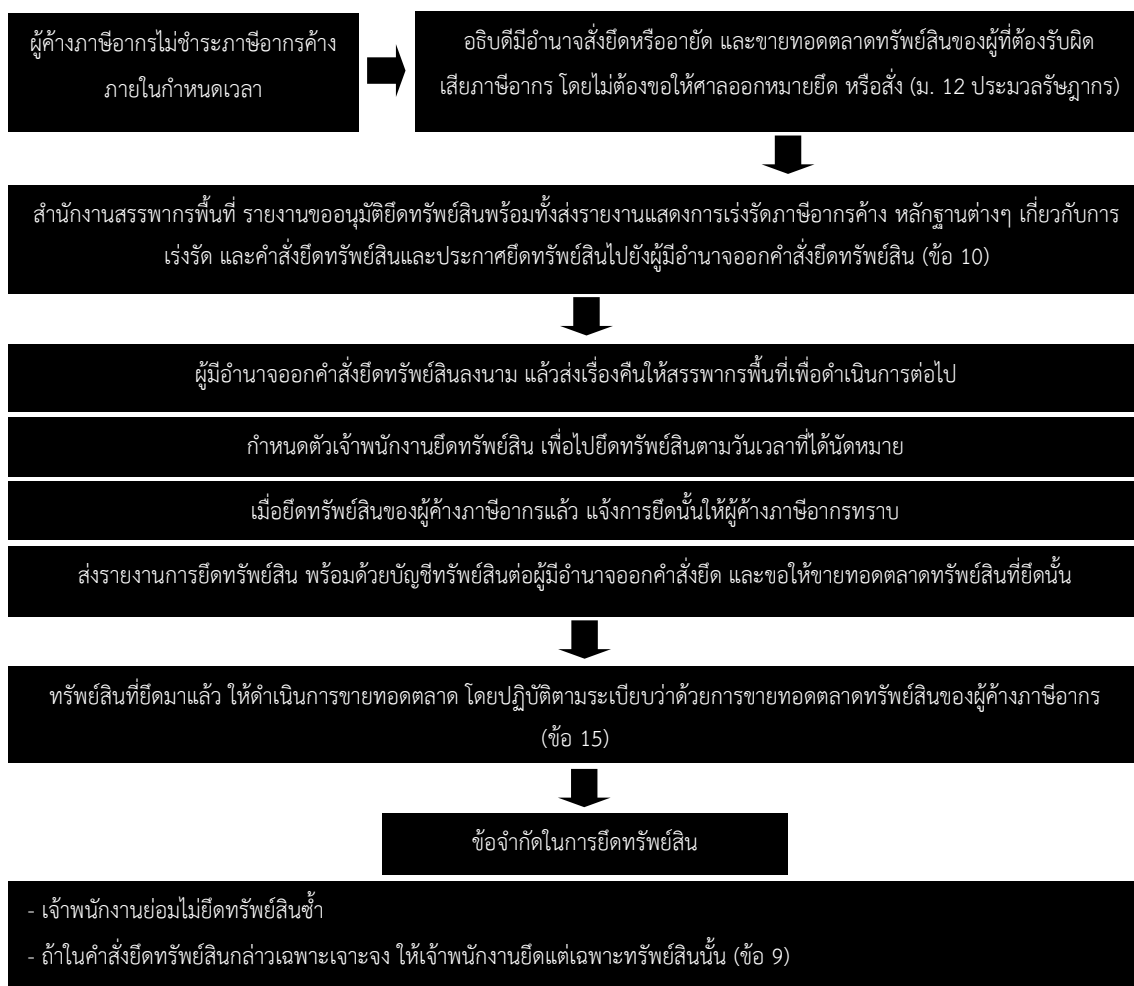 ผู้ค้างภาษีอากรไม่ชำระภาษีอากรค้าง
ภายในกำหนดเวลา
อธิบดีมีอำนาจสั่งยึดหรืออายัด และขายทอดตลาดทรัพย์สินของผู้ที่ต้องรับผิด
เสียภาษีอากร โดยไม่ต้องขอให้ศาลออกหมายยึด หรือสั่ง (ม. 12 ประมวลรัษฎากร)
สำนักงานสรรพากรพื้นที่ รายงานขออนุมัติยึดทรัพย์สินพร้อมทั้งส่งรายงานแสดงการเร่งรัดภาษีอากรค้าง หลักฐานต่างๆ เกี่ยวกับการ
เร่งรัด และคำสั่งยึดทรัพย์สินและประกาศยึดทรัพย์สินไปยังผู้มีอำนาจออกคำสั่งยึดทรัพย์สิน (ข้อ 10)
ผู้มีอำนาจออกคำสั่งยึดทรัพย์สินลงนาม แล้วส่งเรื่องคืนให้สรรพากรพื้นที่เพื่อดำเนินการต่อไป
กำหนดตัวเจ้าพนักงานยึดทรัพย์สิน เพื่อไปยึดทรัพย์สินตามวันเวลาที่ได้นัดหมาย
เมื่อยึดทรัพย์สินของผู้ค้างภาษีอากรแล้ว แจ้งการยึดนั้นให้ผู้ค้างภาษีอากรทราบ
ส่งรายงานการยึดทรัพย์สิน พร้อมด้วยบัญชีทรัพย์สินต่อผู้มีอำนาจออกคำสั่งยึด และขอให้ขายทอดตลาดทรัพย์สินที่ยึดนั้น
ทรัพย์สินที่ยึดมาแล้ว ให้ดำเนินการขายทอดตลาด โดยปฏิบัติตามระเบียบว่าด้วยการขายทอดตลาดทรัพย์สินของผู้ค้างภาษีอากร
(ข้อ 15)
ข้อจำกัดในการยึดทรัพย์สิน
- เจ้าพนักงานย่อมไม่ยึดทรัพย์สินซ้ำ
- ถ้าในคำสั่งยึดทรัพย์สินกล่าวเฉพาะเจาะจง ให้เจ้าพนักงานยึดแต่เฉพาะทรัพย์สินนั้น (ข้อ 9)